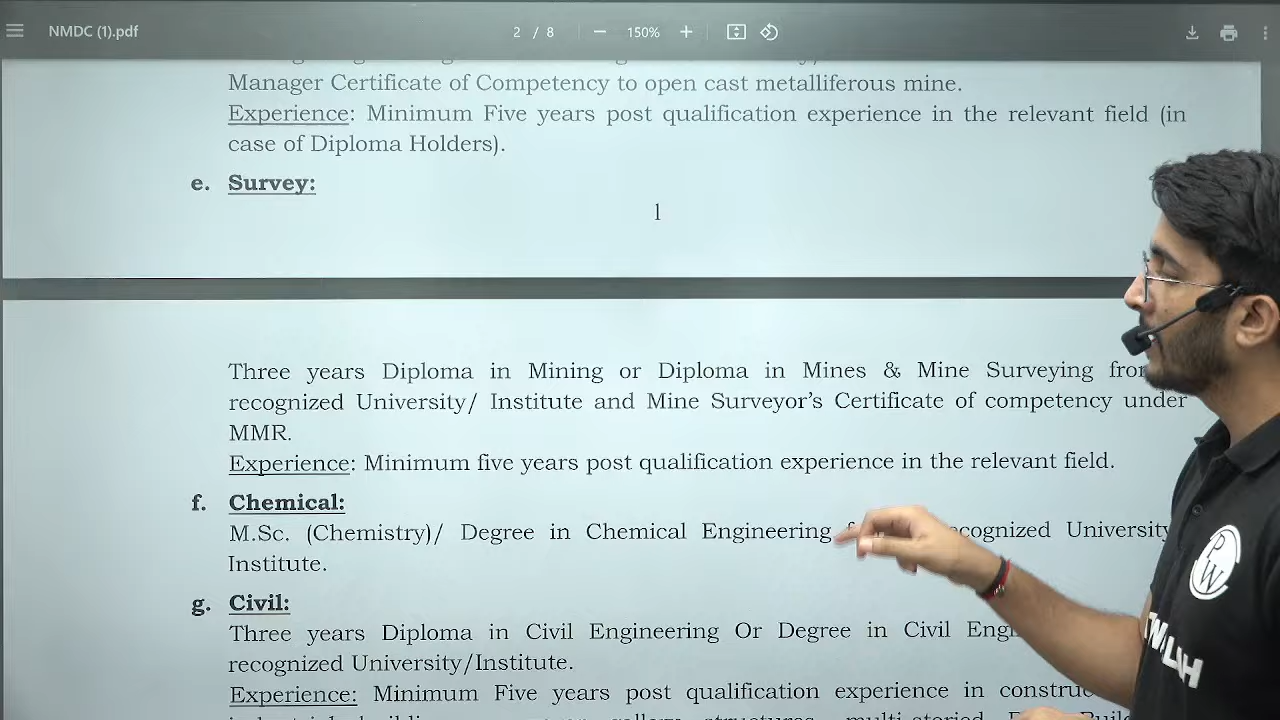 NMDC (1).pdf 2 / 8 150%
Manager Certificate of Competency to open cast metalliferous mine.
Experience: Minimum Five years post qualification experience in the relevant field (in
case of Diploma Holders).
e. Survey:
1
Three years Diploma in Mining or Diploma in Mines & Mine Surveying
recognized University/ Institute and Mine Surveyor's Certificate of competency under
MMR.
Experience: Minimum five years post qualification experience in the relevant field.
f. Chemical:
M.Sc. (Chemistry)/ Degree in Chemical Engineering University
Institute.
g. Civil:
Three years Diploma in Civil Engineering Or Degree in Civil
recognized University/Institute.
Experience: Minimum Five years post qualification experience in
PW